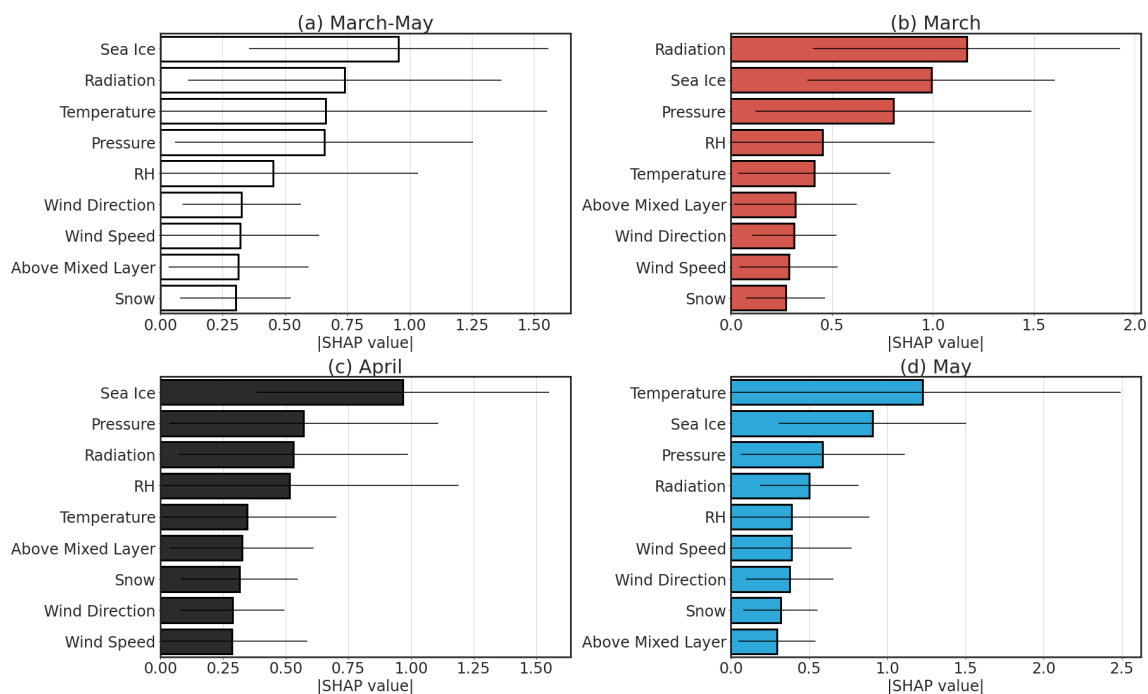 (a) March-May
Sea Ice
Radiation
Temperature
Pressure
RH
Wind Direction
Wind Speed
Above Mixed Layer
Snow
0.00 0.25 0.50 0.75 1.00 1.25 1.50
|SHAP value|
(b) March
Radiation
Sea Ice
Pressure
RH
Temperature
Above Mixed Layer
Wind Direction
Wind Speed
Snow
0.0 0.5 1.0 1.5 2.0
|SHAP value|
(c) April
Sea Ice
Pressure
Radiation
RH
Temperature
Above Mixed Layer
Snow
Wind Direction
Wind Speed
0.00 0.25 0.50 0.75 1.00 1.25 1.50
|SHAP value|
(d) May
Temperature
Sea Ice
Pressure
Radiation
RH
Wind Speed
Wind Direction
Snow
Above Mixed Layer
0.0 0.5 1.0 1.5 2.0 2.5
|SHAP value|